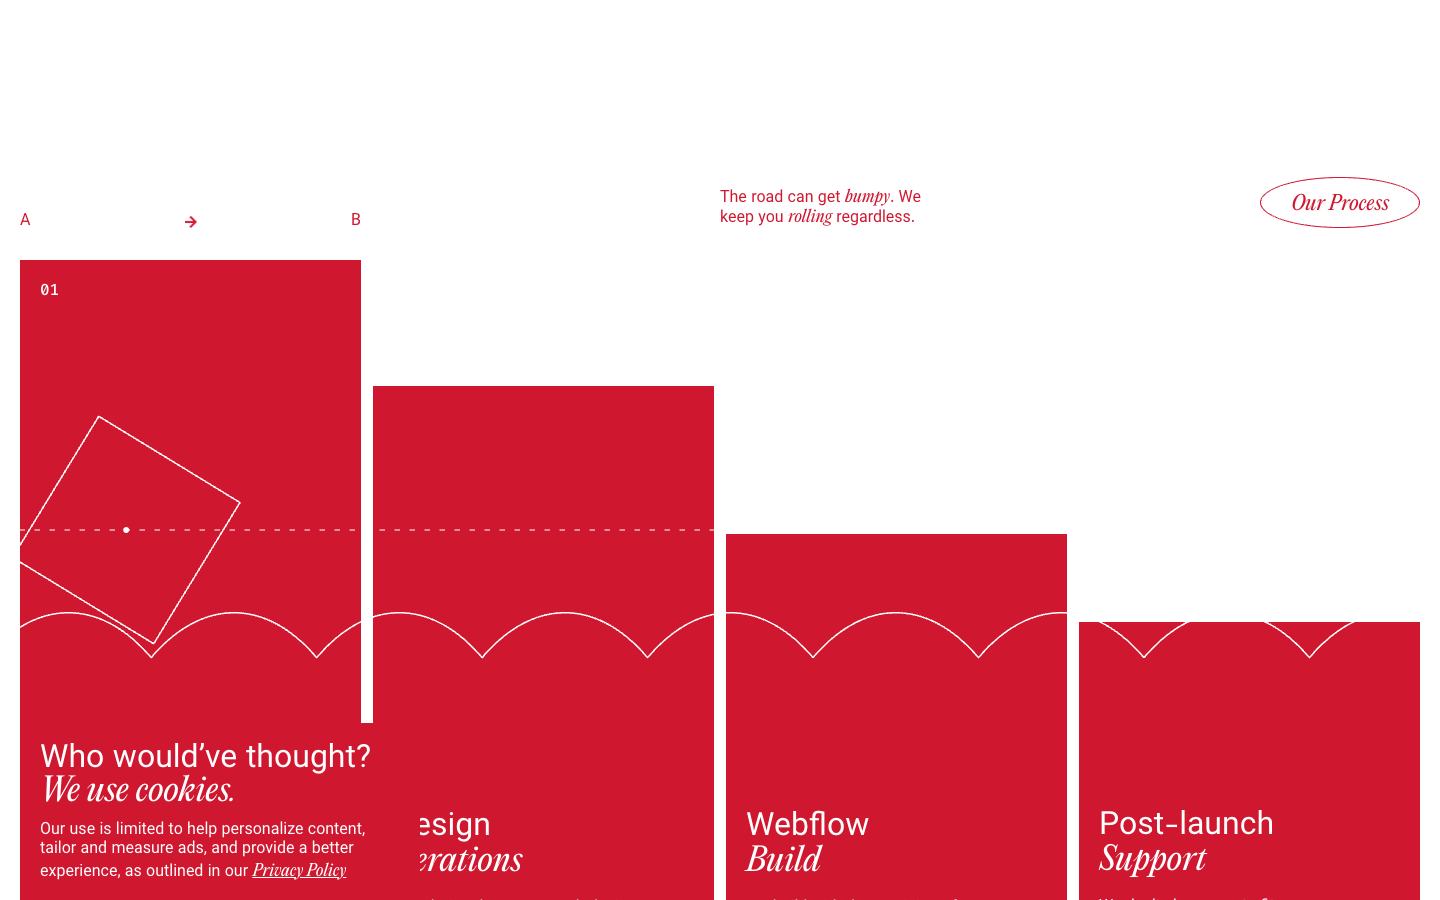 The road can get bumpy. We
keep you rolling regardless.
Our Process
A
B
01
Who would’ve thought?
We use cookies.
Our use is limited to help personalize content,
tailor and measure ads, and provide a better
experience, as outlined in our Privacy Policy
esign
erations
Webflow
Build
Post-launch
Support